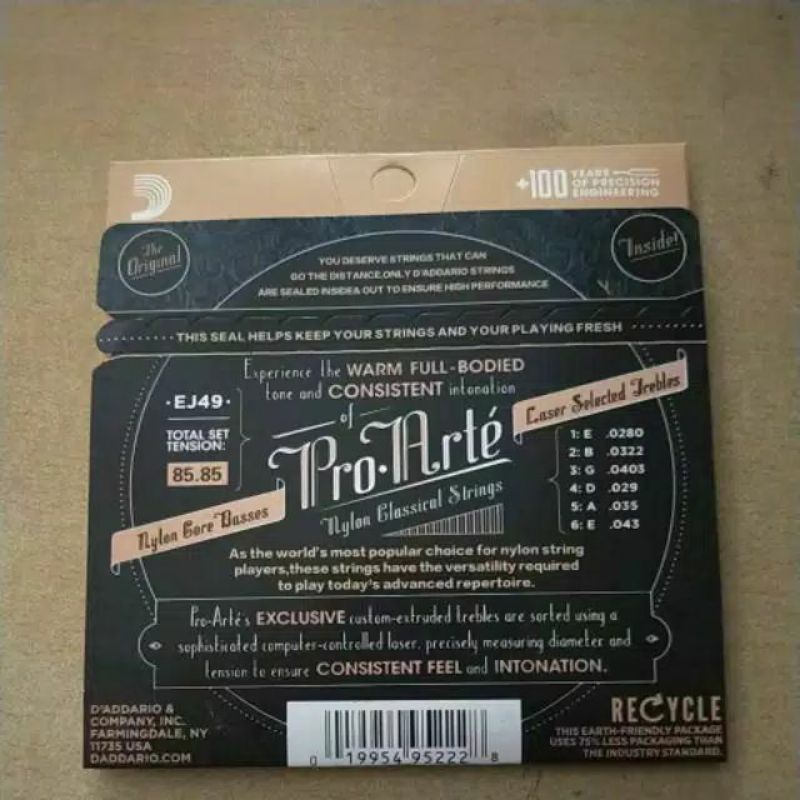 +100 YEARS
OF PRECISION
ENGINEERING
The
Original
Insider
YOU DESERVE STRINGS THAT CAN
GO THE DISTANCE.ONLY D'ADDARIO STRINGS
ARE SEALED INSIDEA OUT TO ENSURE HIGH PERFORMANCE
THIS SEAL HELPS KEEP YOUR STRINGS AND YOUR PLAYING FRESH
Experience the WARM FULL-BODIED
tone and CONSISTENT intonation
of
Pro·Arté
Nylon Classical Strings
·EJ49·
TOTAL SET
TENSION:
85.85
Nylon Core Basses
Laser Selected Trebles
1: E .0280
2: B .0322
3: G .0403
4: D .029
5: A .035
6: E .043
As the world's most popular choice for nylon string
players,these strings have the versatility required
to play today's advanced repertoire.
Pro-Arté's EXCLUSIVE custom-extruded trebles are sorted using a
sophisticated computer-controlled laser, precisely measuring diameter and
tension to ensure CONSISTENT FEEL and INTONATION.
D'ADDARIO &
COMPANY, INC.
FARMINGDALE, NY
11735 USA
DADDARIO.COM
0 19954 95222 8
RECYCLE
THIS EARTH-FRIENDLY PACKAGE
USES 75% LESS PACKAGING THAN
THE INDUSTRY STANDARD.